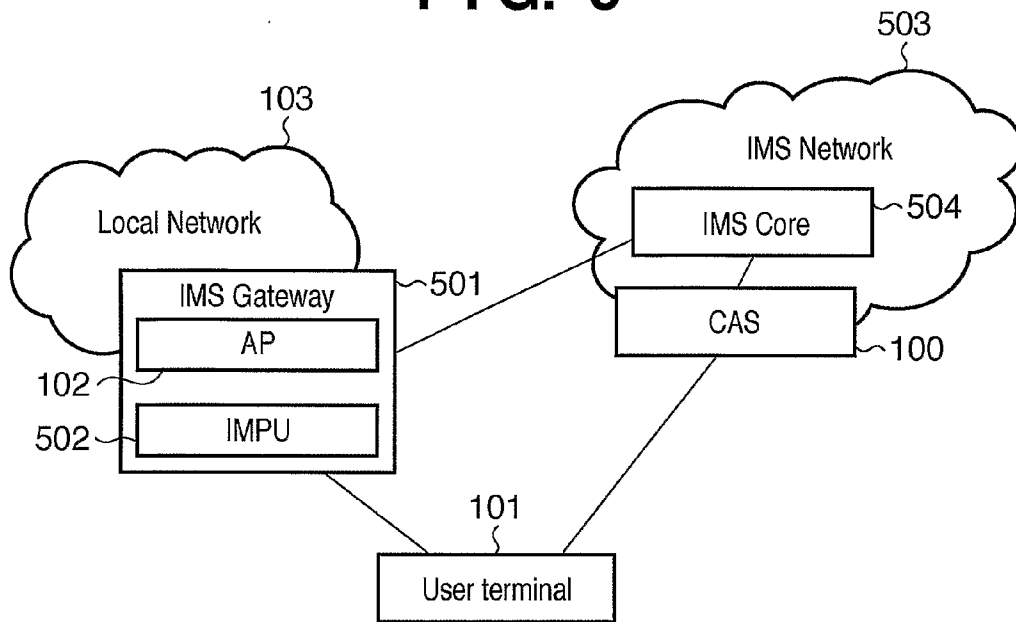 503
103
IMS Network
Local Network
IMS Core
504
IMS Gateway
501
AP
CAS
102
100
IMPU
502
101
User terminal